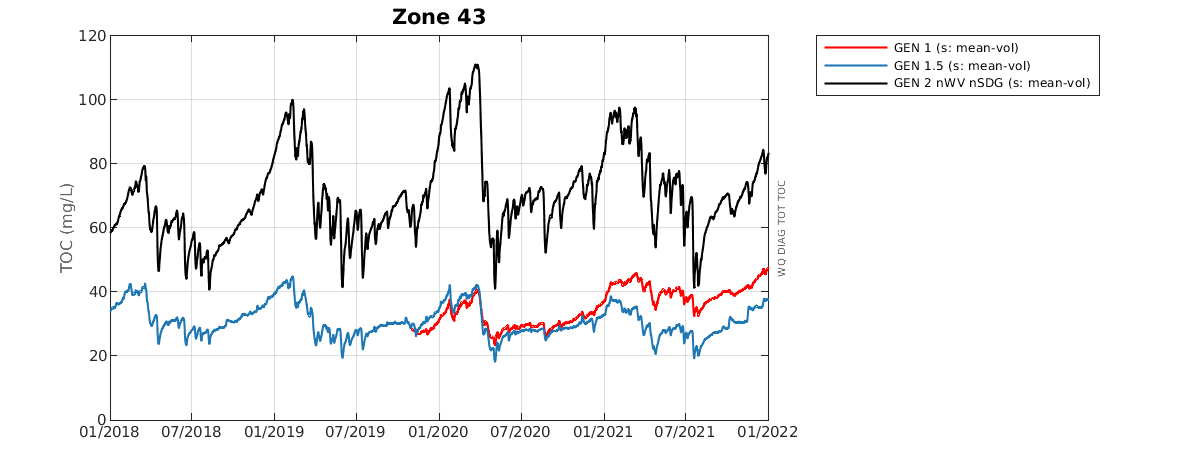 Zone 43
GEN 1 (s: mean-vol)
GEN 1.5 (s: mean-vol)
GEN 2 nWV nSDG (s: mean-vol)
TOC (mg/L)
120
100
80
60
40
20
0
01/2018 07/2018 01/2019 07/2019 01/2020 07/2020 01/2021 07/2021 01/2022
WQ DIAG TOT TOC